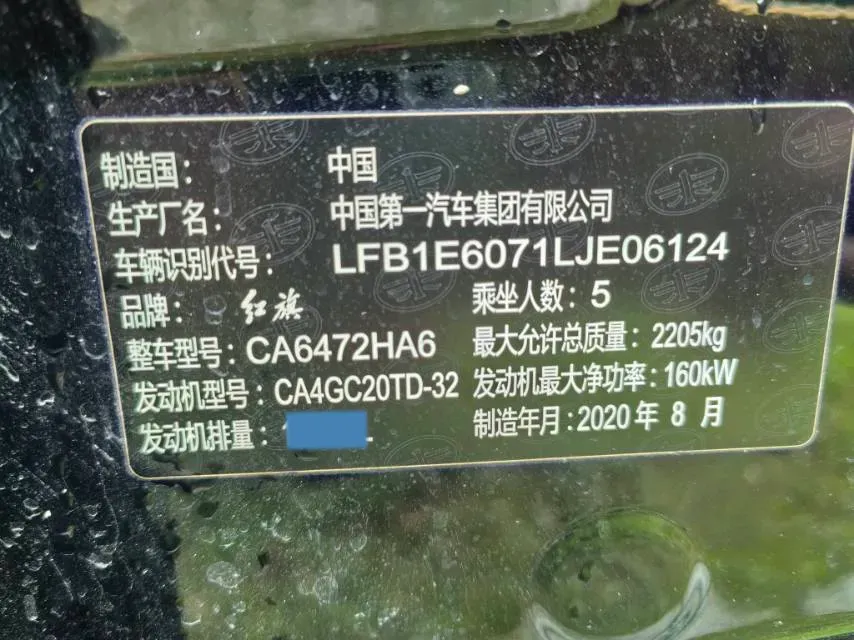 制造国： 中国
生产厂名： 中国第一汽车集团有限公司
车辆识别代号： LFB1E6071LJE06124
品牌： 红旗 乘坐人数：5
整车型号：CA6472HA6 最大允许总质量：2205kg
发动机型号：CA4GC20TD-32 发动机最大净功率：160kW
发动机排量： 制造年月：2020年 8 月